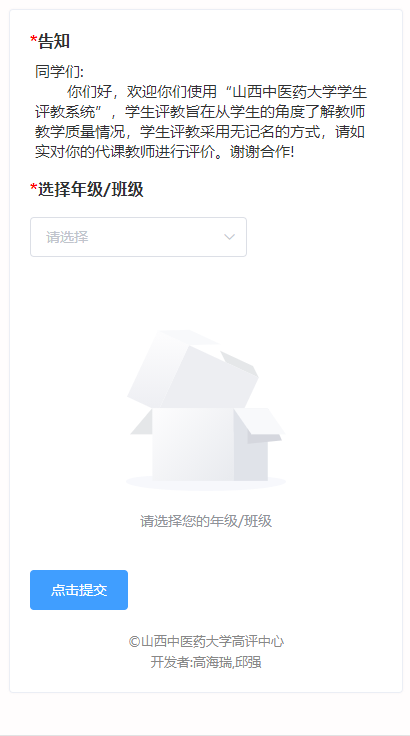 *告知
同学们:
你们好，欢迎你们使用“山西中医药大学学生
评教系统”，学生评教旨在从学生的角度了解教师
教学质量情况，学生评教采用无记名的方式，请如
实对你的代课教师进行评价。谢谢合作!
*选择年级/班级
请选择
请选择您的年级/班级
点击提交
©山西中医药大学高评中心
开发者:高海瑞,邱强